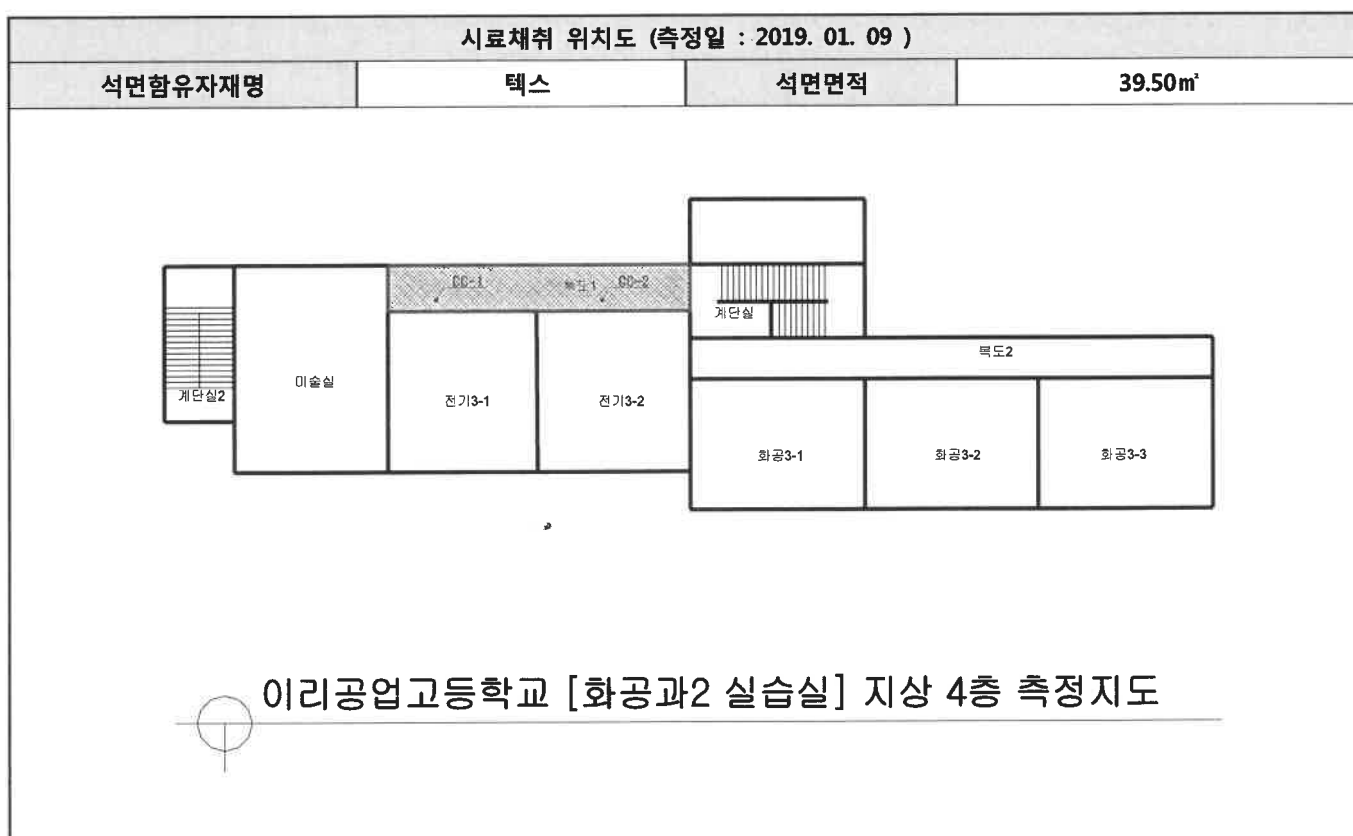 시료채취 위치도 (측정일 : 2019. 01. 09 )
석면함유자재명 텍스 석면면적 39.50㎡
복도1
계단실
복도2
미술실
계단실2
전기3-1 전기3-2
화공3-1 화공3-2 화공3-3
이리공업고등학교 [화공과2 실습실] 지상 4층 측정지도